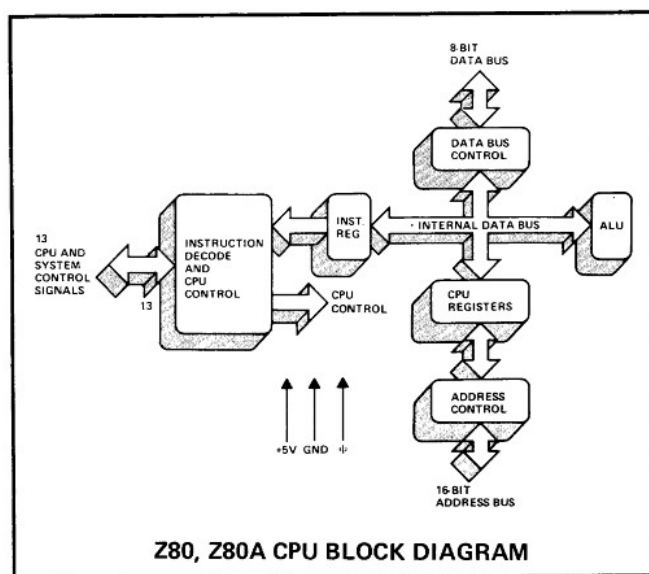 8-BIT
DATA BUS
DATA BUS
CONTROL
INST.
REG
INTERNAL DATA BUS
ALU
13
CPU AND
SYSTEM
CONTROL
SIGNALS
INSTRUCTION
DECODE
AND
CPU
CONTROL
13
CPU
CONTROL
CPU
REGISTERS
ADDRESS
CONTROL
+5V GND
16-BIT
ADDRESS BUS
Z80, Z80A CPU BLOCK DIAGRAM